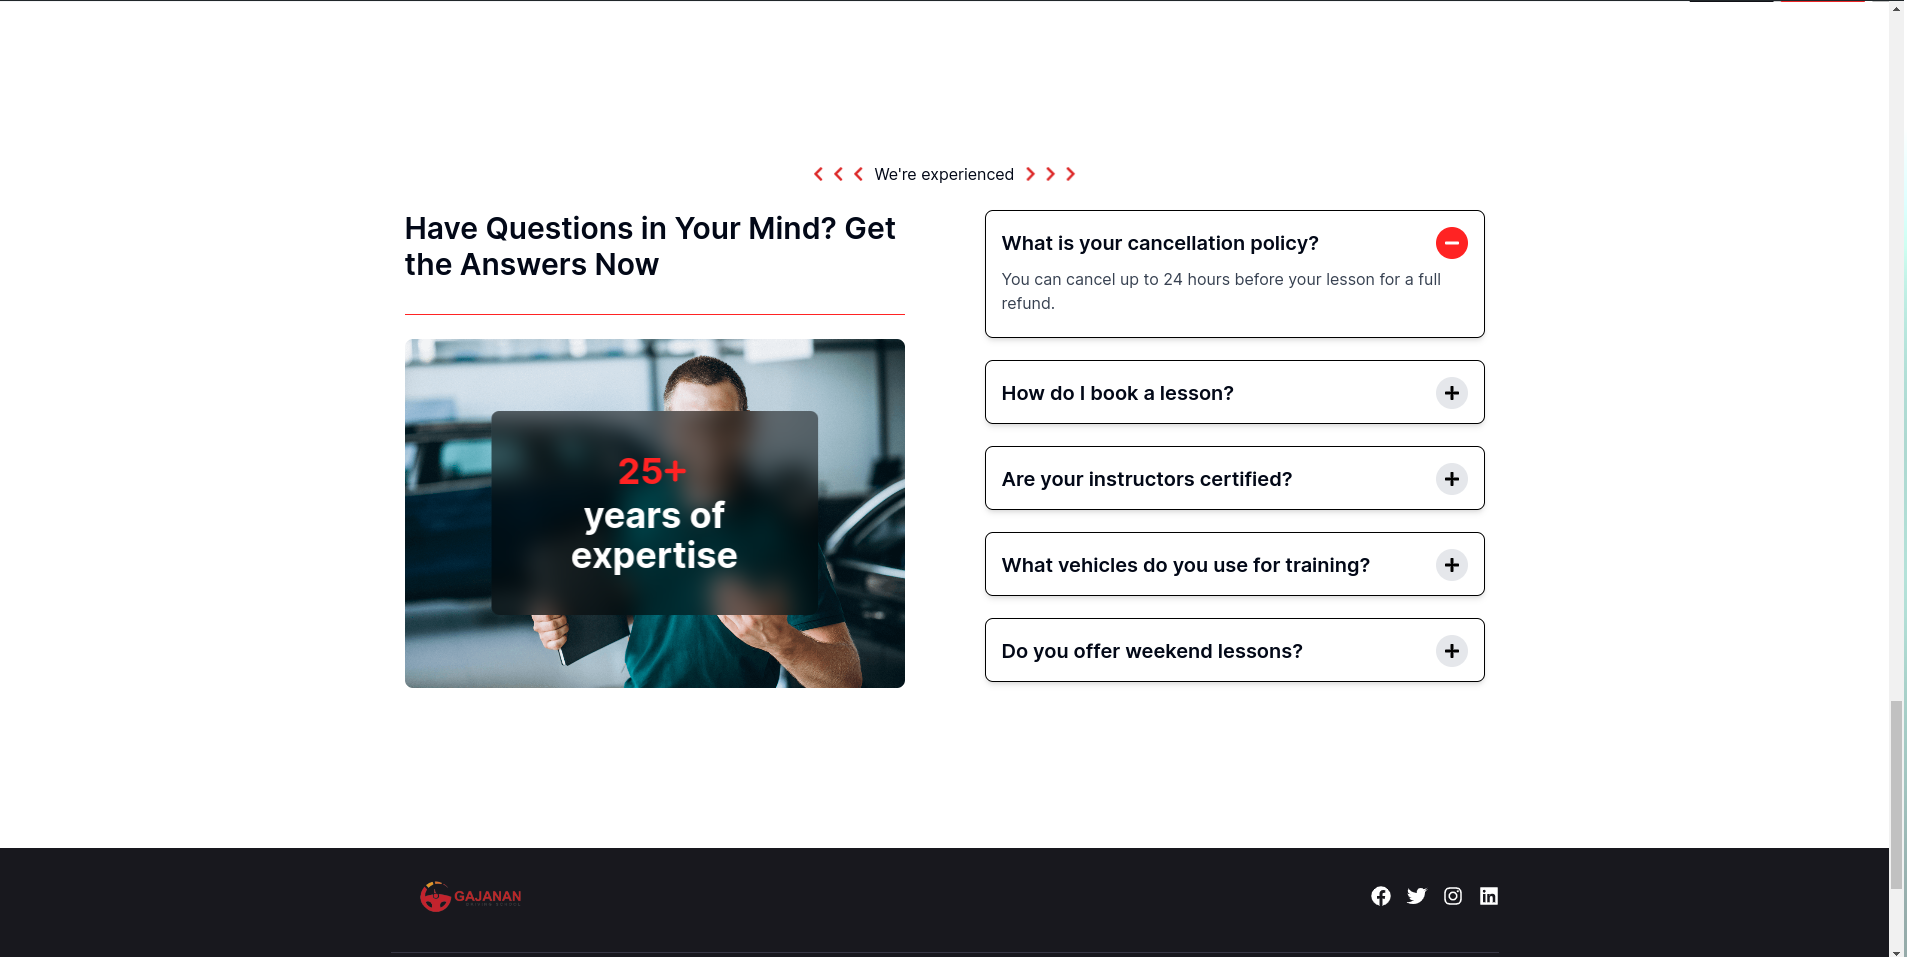 We're experienced
Have Questions in Your Mind? Get
the Answers Now
25+
years of
expertise
What is your cancellation policy?
You can cancel up to 24 hours before your lesson for a full
refund.
How do I book a lesson?
Are your instructors certified?
What vehicles do you use for training?
Do you offer weekend lessons?
GAJANAN
DRIVING SCHOOL